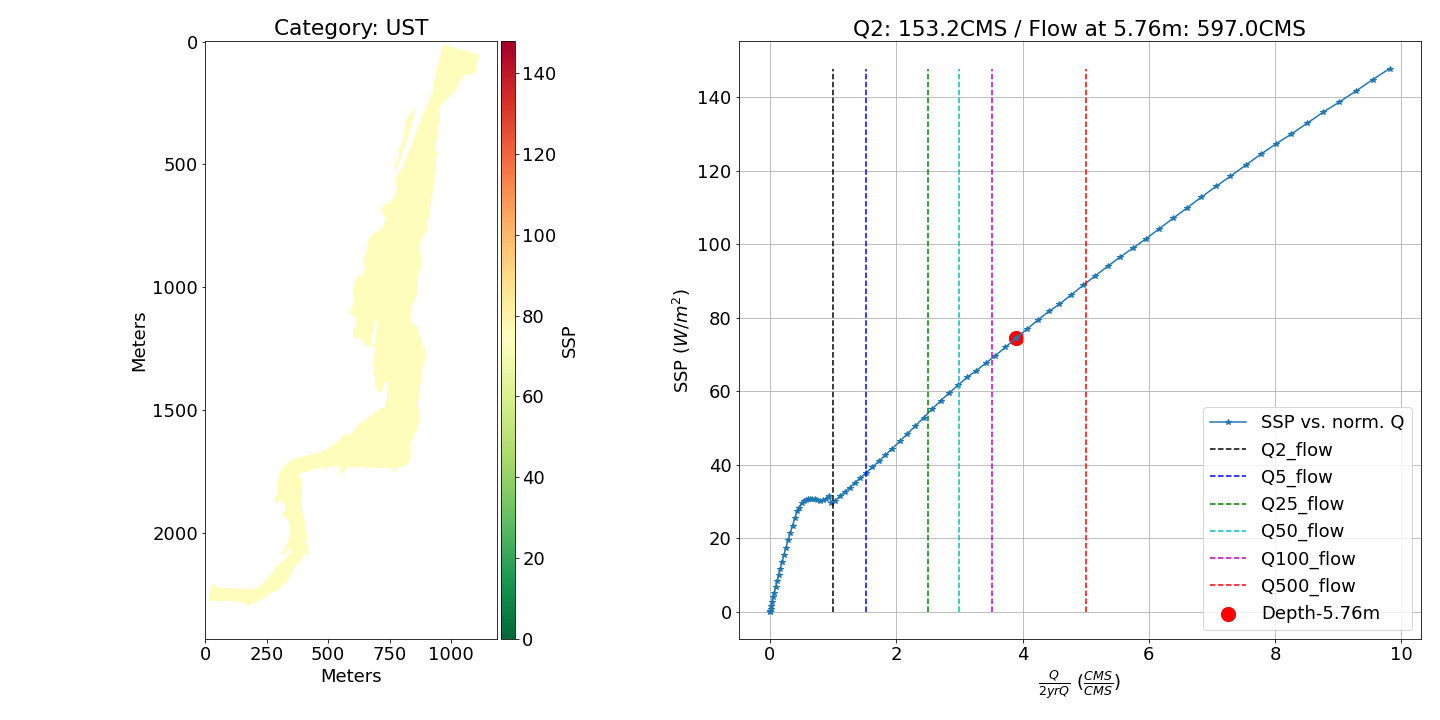 Category: UST
0
500
1000
1500
2000
Meters
0 250 500 750 1000
Meters
140
120
100
80
60
40
20
0
SSP
Q2: 153.2CMS / Flow at 5.76m: 597.0CMS
140
120
100
80
60
40
20
0
SSP (W/m²)
0 2 4 6 8 10
Q/2yrQ (CMS/CMS)
SSP vs. norm. Q
Q2_flow
Q5_flow
Q25_flow
Q50_flow
Q100_flow
Q500_flow
Depth-5.76m